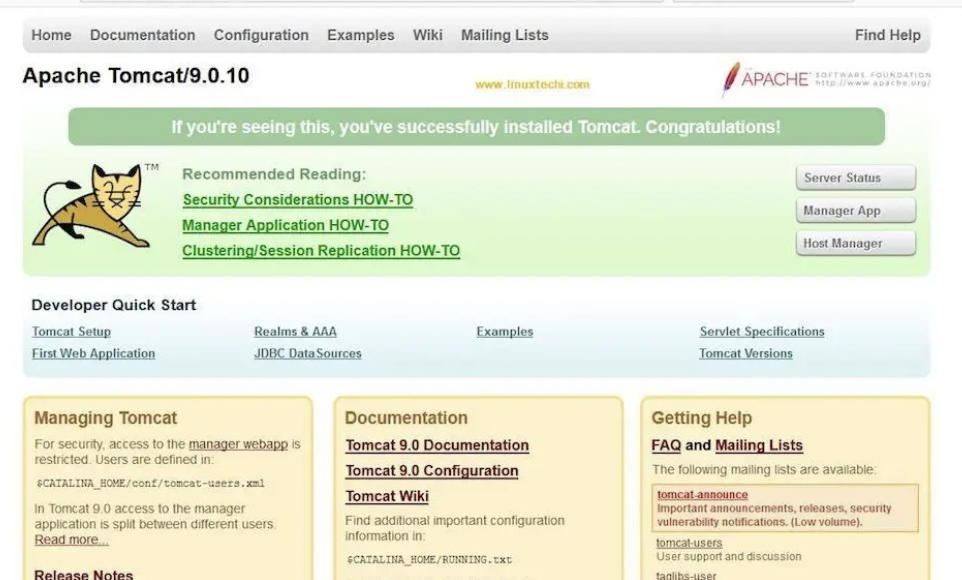 Home Documentation Configuration Examples Wiki Mailing Lists Find Help
Apache Tomcat/9.0.10
www.linuxtechi.com
APACHE SOFTWARE FOUNDATION
http://www.apache.org/
If you're seeing this, you've successfully installed Tomcat. Congratulations!
TM
Recommended Reading:
Security Considerations HOW-TO
Manager Application HOW-TO
Clustering/Session Replication HOW-TO
Server Status
Manager App
Host Manager
Developer Quick Start
Tomcat Setup
First Web Application
Realms & AAA
JDBC DataSources
Examples
Servlet Specifications
Tomcat Versions
Managing Tomcat
For security, access to the manager webapp is
restricted. Users are defined in:
$CATALINA_HOME/conf/tomcat-users.xml
In Tomcat 9.0 access to the manager
application is split between different users.
Read more...
Release Notes
Documentation
Tomcat 9.0 Documentation
Tomcat 9.0 Configuration
Tomcat Wiki
Find additional important configuration
information in:
$CATALINA_HOME/RUNNING.txt
Getting Help
FAQ and Mailing Lists
The following mailing lists are available:
tomcat-announce
Important announcements, releases, security
vulnerability notifications. (Low volume).
tomcat-users
User support and discussion
taglibs-user